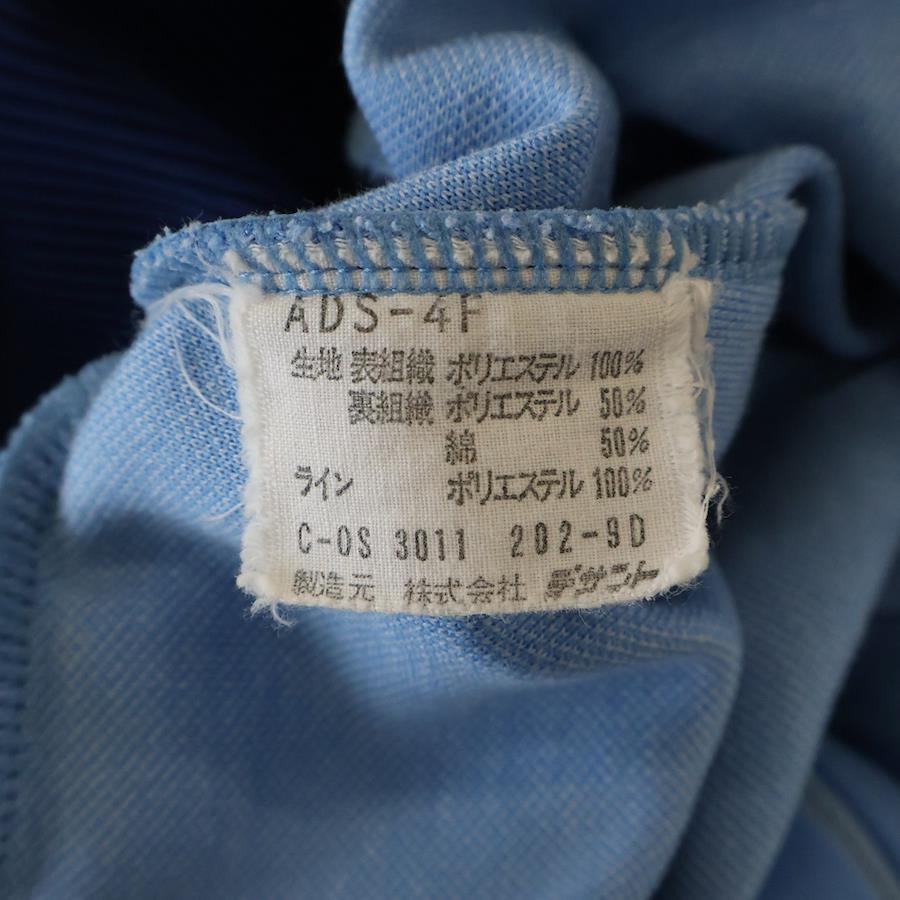 ADS-4F
生地 表組織 ポリエステル 100%
裏組織 ポリエステル 50%
綿 50%
ライン ポリエステル 100%
C-OS 3011 202-9D
製造元 株式会社 デサント